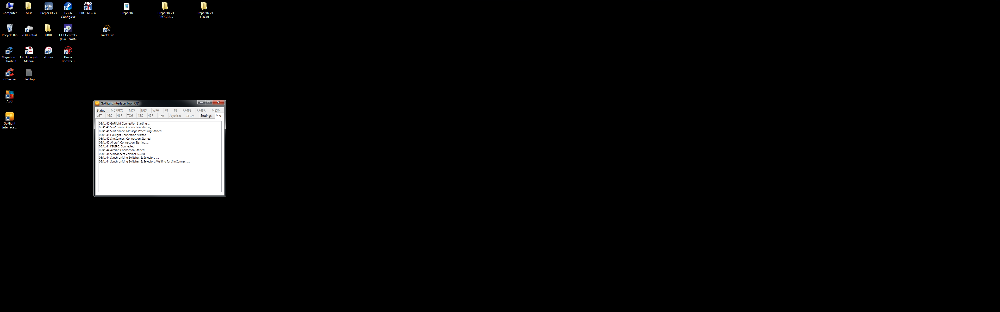 Computer
Misc
Prepar3D v3
EZCA
Config.exe
PRO-ATC-X
Prepar3D
Prepar3D v3
PROGRA...
Prepar3D v3
LOCAL
Recycle Bin
VFXCentral
ORBX
FTX Central 2
(FSX - Nort...
TrackIR v5
Migration...
- Shortcut
EZCA English
Manual
iTunes
Driver
Booster 3
CCleaner
desktop
AVG
GoFlight
Interface...
GoFlight Interface Tool P3D
Status MCPPRO MCP EFIS WP6 P8 T8 RP48B RP48R MESM
LGT 46O 46R TQ6 45O 45R 166 Joysticks SECM Settings Log
06:41:40 GoFlight Connection Starting.....
06:41:40 SimConnect Connection Starting.....
06:41:41 SimConnect Message Processing Started
06:41:41 GoFlight Connection Started
06:41:42 SimConnect Connection Started
06:41:42 Aircraft Connection Starting.....
06:41:44 FSUIPC: Connected!
06:41:44 Aircraft Connection Started
06:41:44 Simconnect Version: 3.2.0.0
06:41:44 Synchronising Switches & Selectors .....
06:41:44 Synchronising Switches & Selectors: Waiting for SimConnect .....